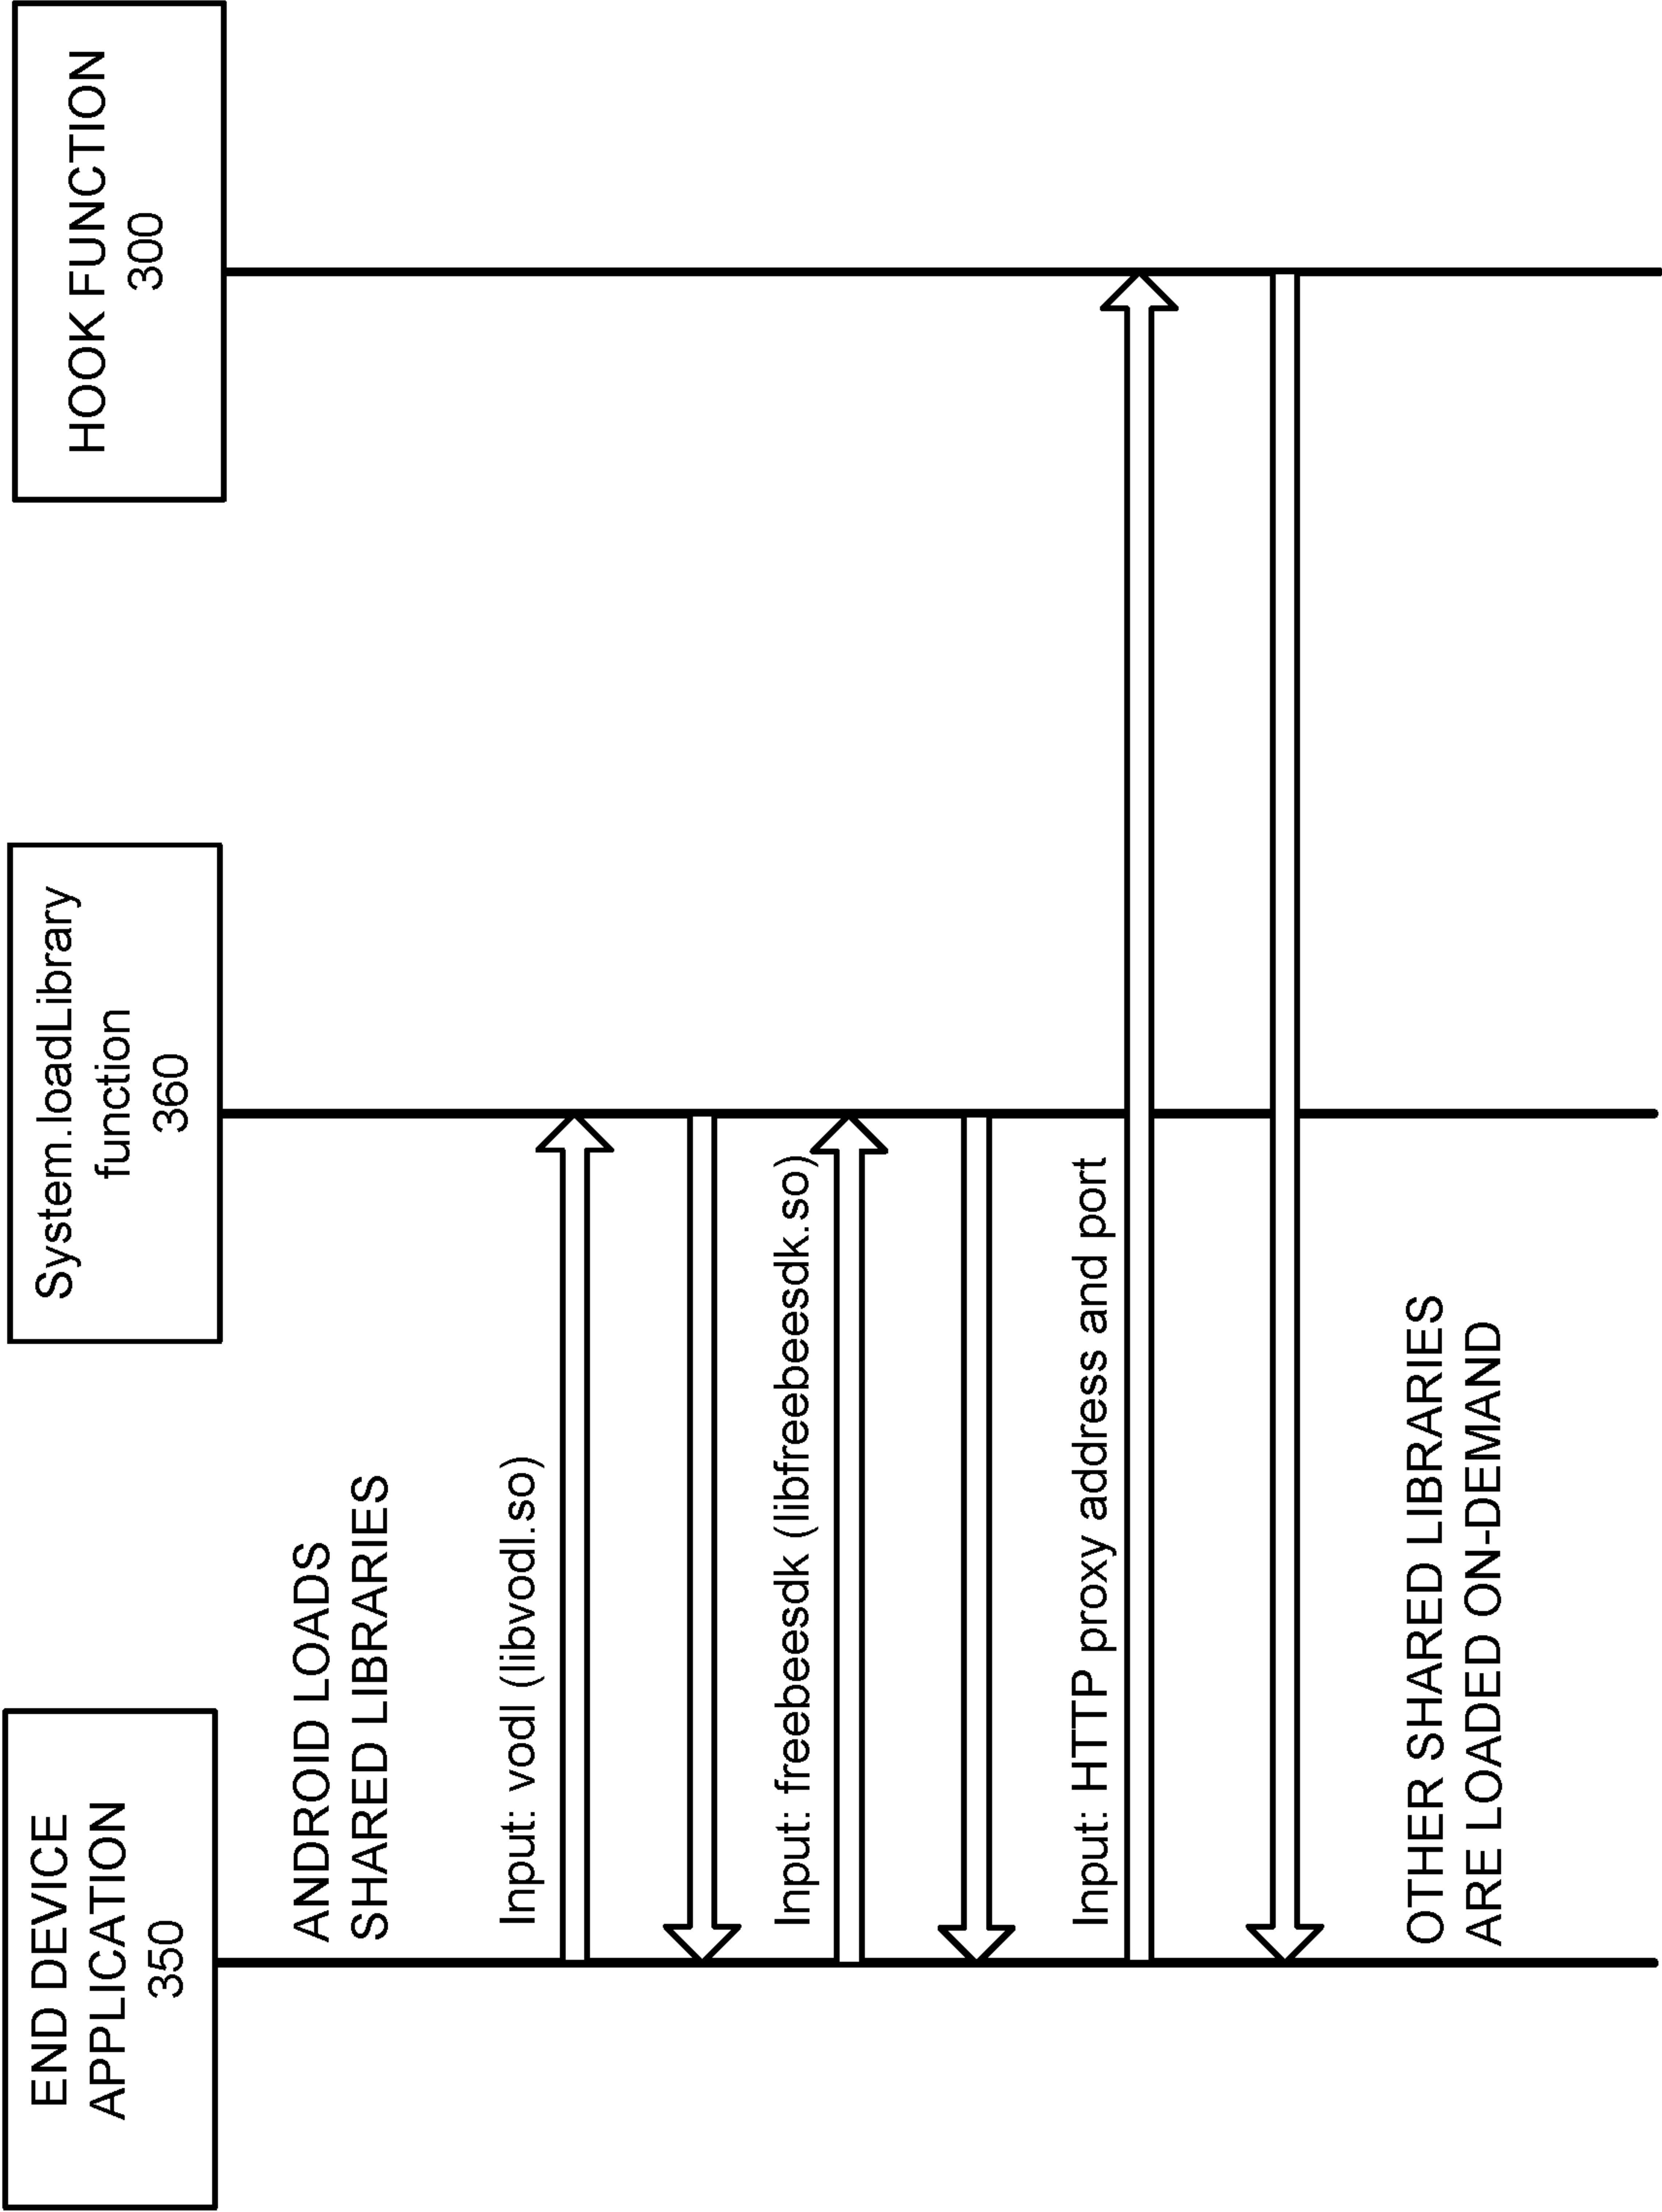 END DEVICE
APPLICATION
350
System.loadLibrary
function
360
HOOK FUNCTION
300
ANDROID LOADS
SHARED LIBRARIES
Input: vodl (libvodl.so)
Input: freebeesdk (libfreebeesdk.so)
Input: HTTP proxy address and port
OTHER SHARED LIBRARIES
ARE LOADED ON-DEMAND